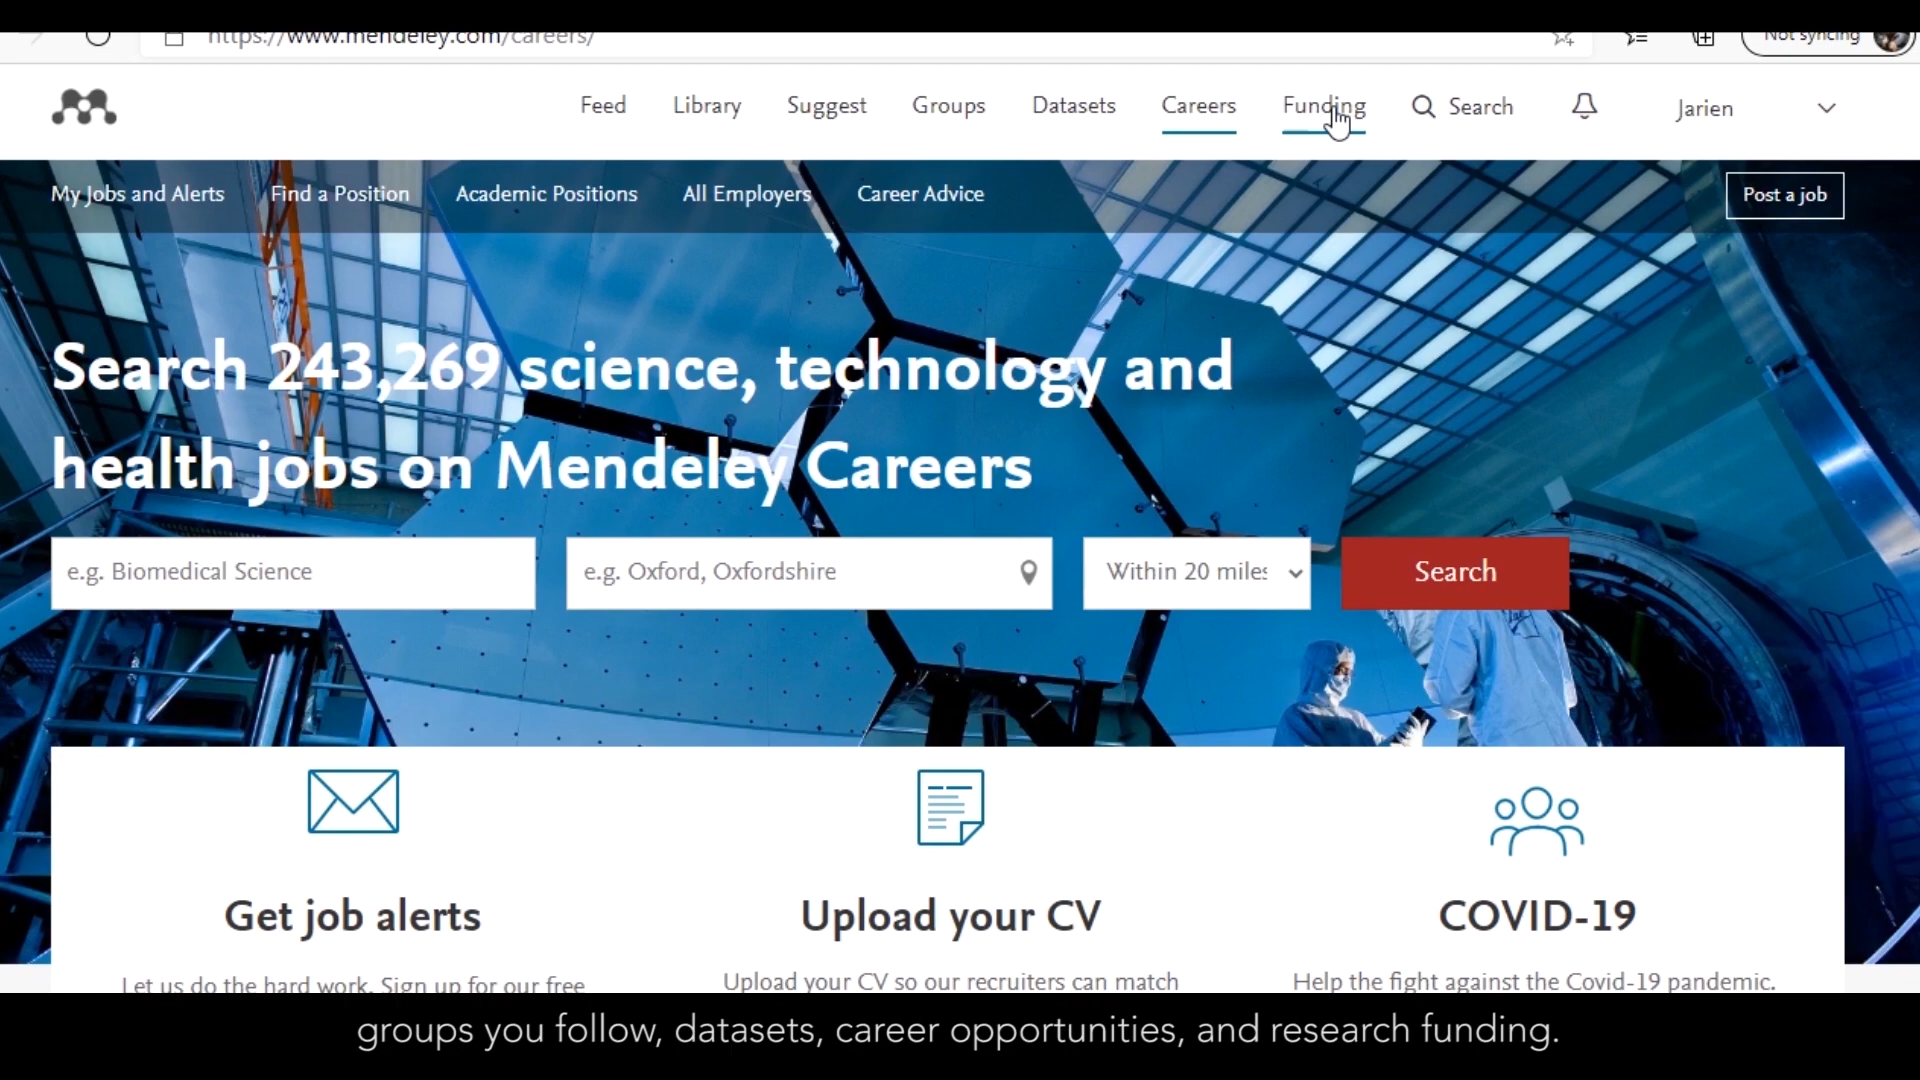 https://www.mendeley.com/careers/
Not syncing
Feed Library Suggest Groups Datasets Careers Funding Search Jarien
My Jobs and Alerts Find a Position Academic Positions All Employers Career Advice Post a job
Search 243,269 science, technology and
health jobs on Mendeley Careers
e.g. Biomedical Science e.g. Oxford, Oxfordshire Within 20 miles Search
Get job alerts Upload your CV COVID-19
Let us do the hard work. Sign up for our free Upload your CV so our recruiters can match Help the fight against the Covid-19 pandemic.
groups you follow, datasets, career opportunities, and research funding.